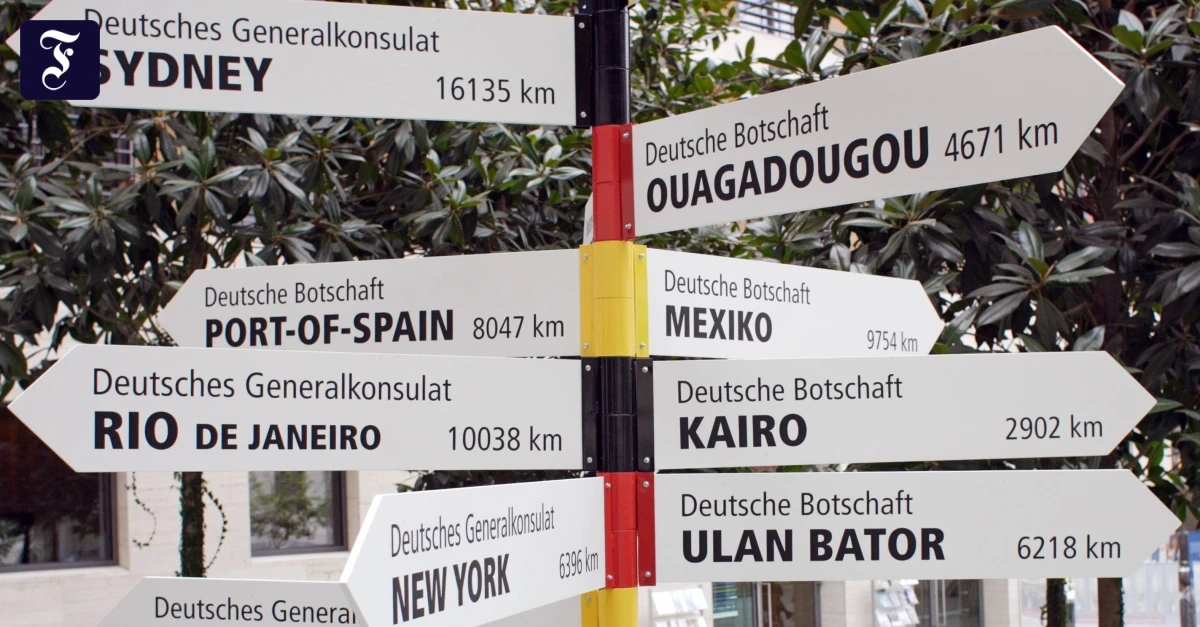 Deutsches Generalkonsulat
SYDNEY 16135 km
Deutsche Botschaft
OUAGADOUGOU 4671 km
Deutsche Botschaft
PORT-OF-SPAIN 8047 km
Deutsche Botschaft
MEXIKO 9754 km
Deutsches Generalkonsulat
RIO DE JANEIRO 10038 km
Deutsche Botschaft
KAIRO 2902 km
Deutsches Generalkonsulat
NEW YORK 6396 km
Deutsche Botschaft
ULAN BATOR 6218 km
Deutsches General